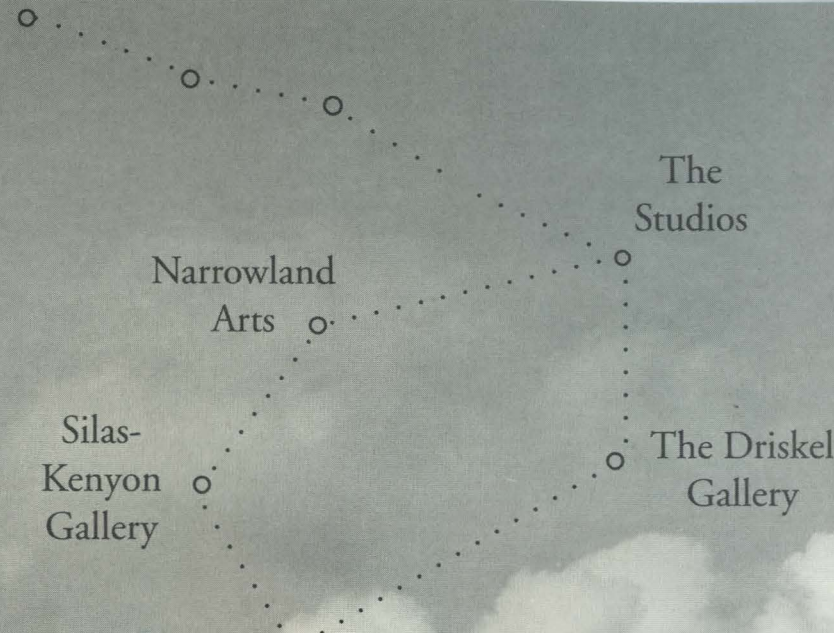 The
Studios
Narrowland
Arts
Silas-
Kenyon
Gallery
The Driskel
Gallery